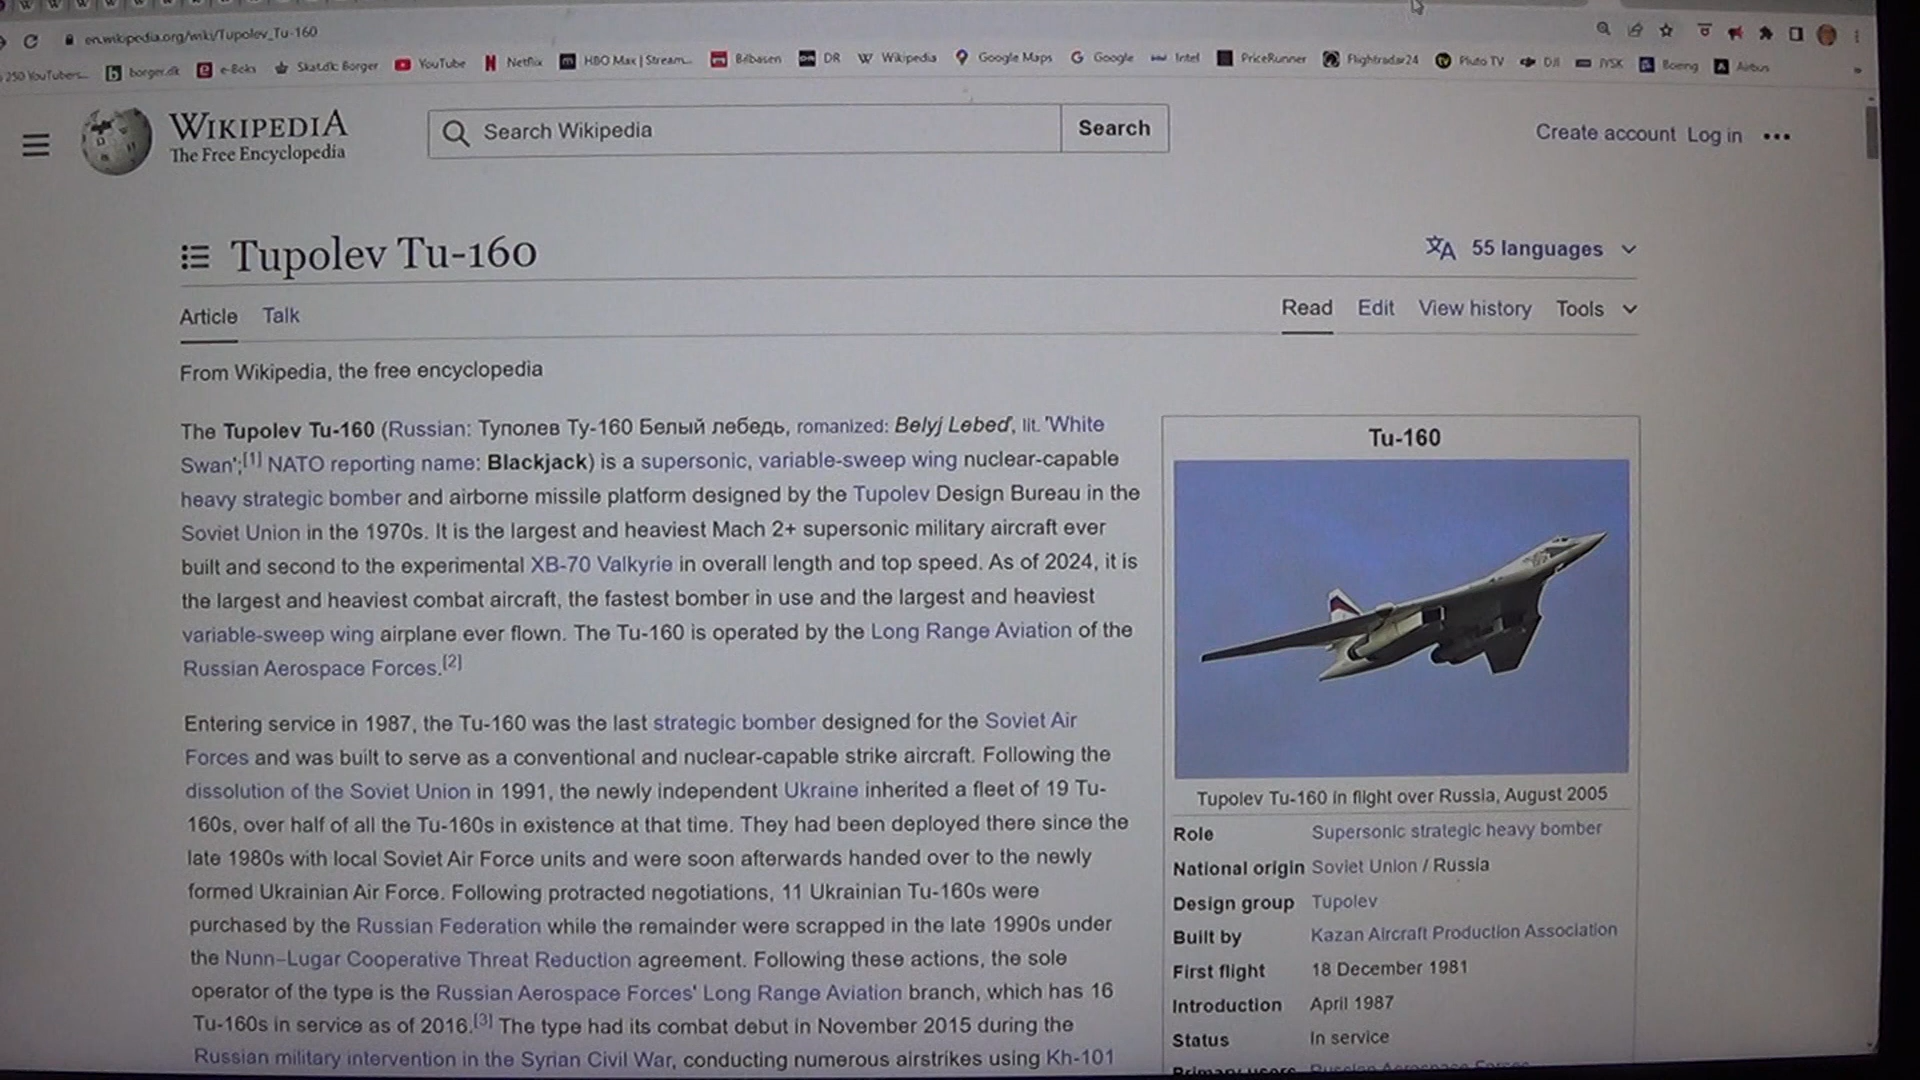 en.wikipedia.org/wiki/Tupolev_Tu-160
250 YouTubers... borger.dk e-Boks Skat.dk: Borger YouTube Netflix HBO Max | Stream... Bilbasen DR Wikipedia Google Maps Google Intel PriceRunner Flightradar24 Pluto TV DJI JYSK Boeing Airbus
WIKIPEDIA
The Free Encyclopedia
Search Wikipedia
Search
Create account Log in
Tupolev Tu-160
55 languages
Article Talk
Read Edit View history Tools
From Wikipedia, the free encyclopedia
The Tupolev Tu-160 (Russian: Туполев Ту-160 Белый лебедь, romanized: Belyj Lebed', lit. 'White
Swan';[1] NATO reporting name: Blackjack) is a supersonic, variable-sweep wing nuclear-capable
heavy strategic bomber and airborne missile platform designed by the Tupolev Design Bureau in the
Soviet Union in the 1970s. It is the largest and heaviest Mach 2+ supersonic military aircraft ever
built and second to the experimental XB-70 Valkyrie in overall length and top speed. As of 2024, it is
the largest and heaviest combat aircraft, the fastest bomber in use and the largest and heaviest
variable-sweep wing airplane ever flown. The Tu-160 is operated by the Long Range Aviation of the
Russian Aerospace Forces.[2]
Entering service in 1987, the Tu-160 was the last strategic bomber designed for the Soviet Air
Forces and was built to serve as a conventional and nuclear-capable strike aircraft. Following the
dissolution of the Soviet Union in 1991, the newly independent Ukraine inherited a fleet of 19 Tu-
160s, over half of all the Tu-160s in existence at that time. They had been deployed there since the
late 1980s with local Soviet Air Force units and were soon afterwards handed over to the newly
formed Ukrainian Air Force. Following protracted negotiations, 11 Ukrainian Tu-160s were
purchased by the Russian Federation while the remainder were scrapped in the late 1990s under
the Nunn–Lugar Cooperative Threat Reduction agreement. Following these actions, the sole
operator of the type is the Russian Aerospace Forces' Long Range Aviation branch, which has 16
Tu-160s in service as of 2016.[3] The type had its combat debut in November 2015 during the
Russian military intervention in the Syrian Civil War, conducting numerous airstrikes using Kh-101
Tu-160
Tupolev Tu-160 in flight over Russia, August 2005
Role Supersonic strategic heavy bomber
National origin Soviet Union / Russia
Design group Tupolev
Built by Kazan Aircraft Production Association
First flight 18 December 1981
Introduction April 1987
Status In service
Primary users Russian Aerospace Forces